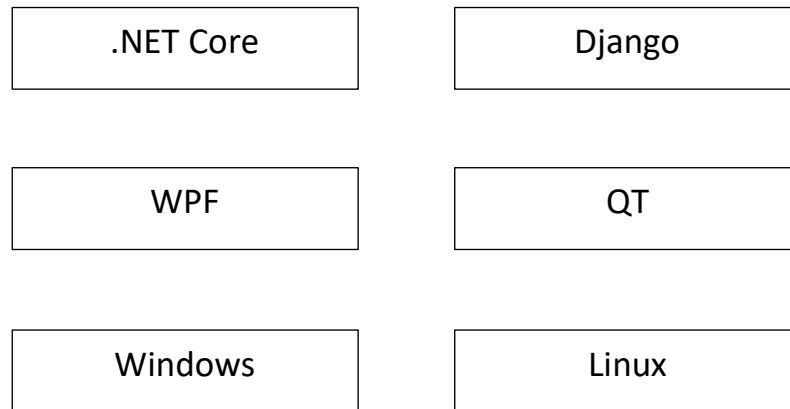 .NET Core
Django
WPF
QT
Windows
Linux